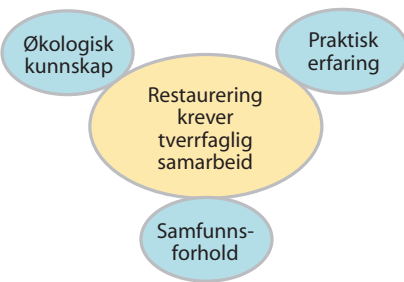 Økologisk
kunnskap
Praktisk
erfaring
Restaurering
krever
tverrfaglig
samarbeid
Samfunns-
forhold